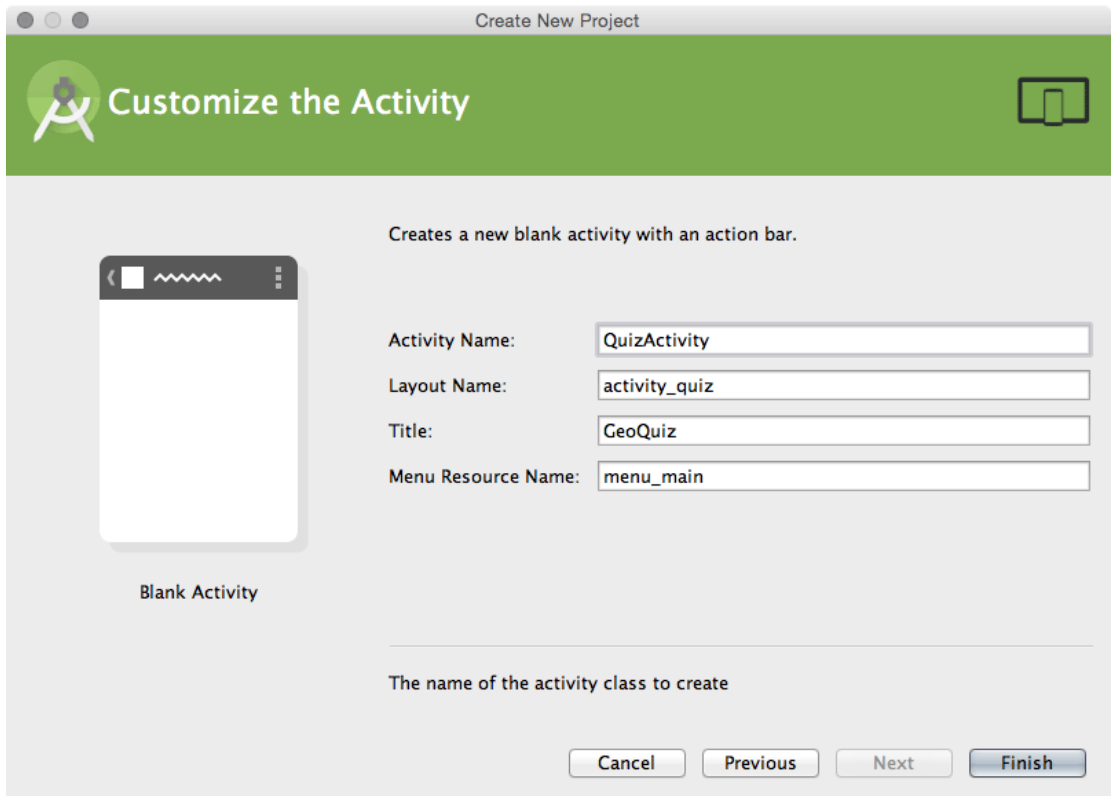 Create New Project
Customize the Activity
Creates a new blank activity with an action bar.
Activity Name: QuizActivity
Layout Name: activity_quiz
Title: GeoQuiz
Menu Resource Name: menu_main
Blank Activity
The name of the activity class to create
Cancel Previous Next Finish